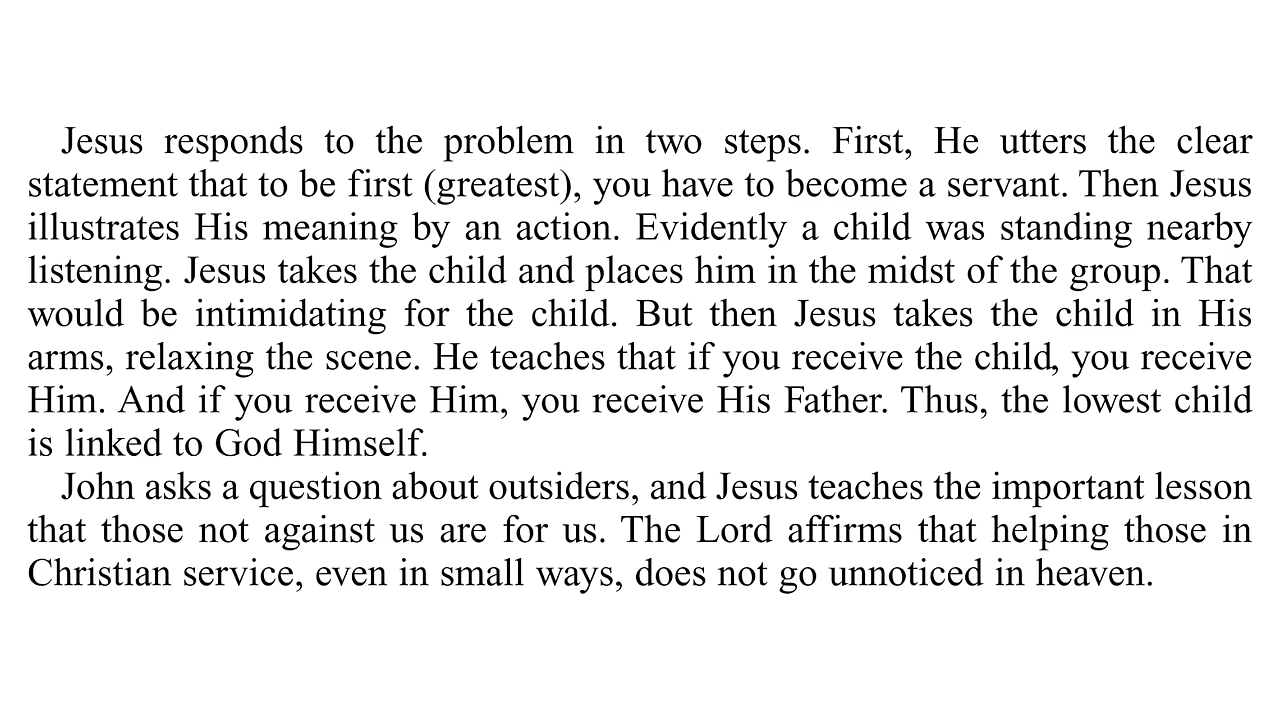 Jesus responds to the problem in two steps. First, He utters the clear
statement that to be first (greatest), you have to become a servant. Then Jesus
illustrates His meaning by an action. Evidently a child was standing nearby
listening. Jesus takes the child and places him in the midst of the group. That
would be intimidating for the child. But then Jesus takes the child in His
arms, relaxing the scene. He teaches that if you receive the child, you receive
Him. And if you receive Him, you receive His Father. Thus, the lowest child
is linked to God Himself.
John asks a question about outsiders, and Jesus teaches the important lesson
that those not against us are for us. The Lord affirms that helping those in
Christian service, even in small ways, does not go unnoticed in heaven.